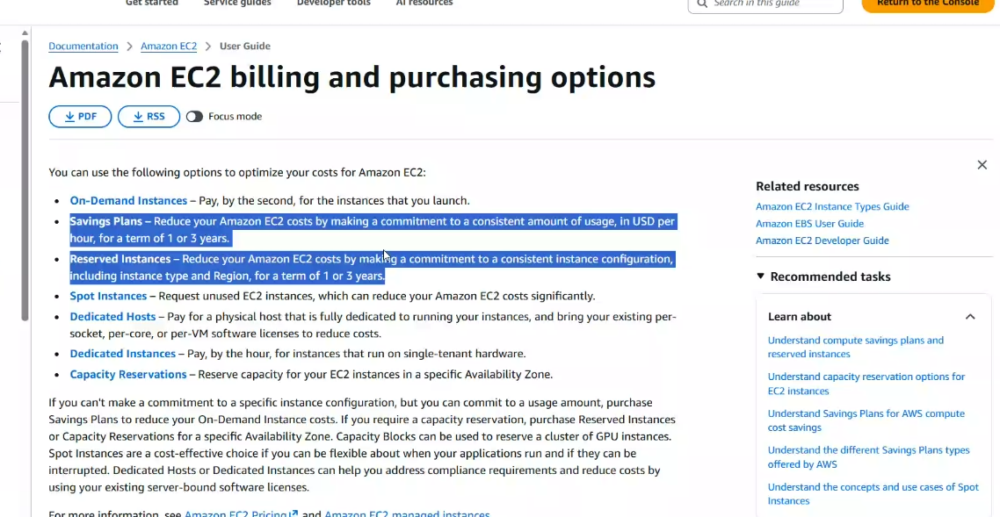 Get started Service guides Developer tools AI resources
Search in this guide
Return to the Console
Documentation > Amazon EC2 > User Guide
Amazon EC2 billing and purchasing options
PDF RSS Focus mode
You can use the following options to optimize your costs for Amazon EC2:
• On-Demand Instances – Pay, by the second, for the instances that you launch.
• Savings Plans – Reduce your Amazon EC2 costs by making a commitment to a consistent amount of usage, in USD per
hour, for a term of 1 or 3 years.
• Reserved Instances – Reduce your Amazon EC2 costs by making a commitment to a consistent instance configuration,
including instance type and Region, for a term of 1 or 3 years.
• Spot Instances – Request unused EC2 instances, which can reduce your Amazon EC2 costs significantly.
• Dedicated Hosts – Pay for a physical host that is fully dedicated to running your instances, and bring your existing per-
socket, per-core, or per-VM software licenses to reduce costs.
• Dedicated Instances – Pay, by the hour, for instances that run on single-tenant hardware.
• Capacity Reservations – Reserve capacity for your EC2 instances in a specific Availability Zone.
If you can't make a commitment to a specific instance configuration, but you can commit to a usage amount, purchase
Savings Plans to reduce your On-Demand Instance costs. If you require a capacity reservation, purchase Reserved Instances
or Capacity Reservations for a specific Availability Zone. Capacity Blocks can be used to reserve a cluster of GPU instances.
Spot Instances are a cost-effective choice if you can be flexible about when your applications run and if they can be
interrupted. Dedicated Hosts or Dedicated Instances can help you address compliance requirements and reduce costs by
using your existing server-bound software licenses.
For more information, see Amazon EC2 Pricing and Amazon EC2 managed instances.
Related resources
Amazon EC2 Instance Types Guide
Amazon EBS User Guide
Amazon EC2 Developer Guide
Recommended tasks
Learn about
Understand compute savings plans and
reserved instances
Understand capacity reservation options for
EC2 instances
Understand Savings Plans for AWS compute
cost savings
Understand the different Savings Plans types
offered by AWS
Understand the concepts and use cases of Spot
Instances